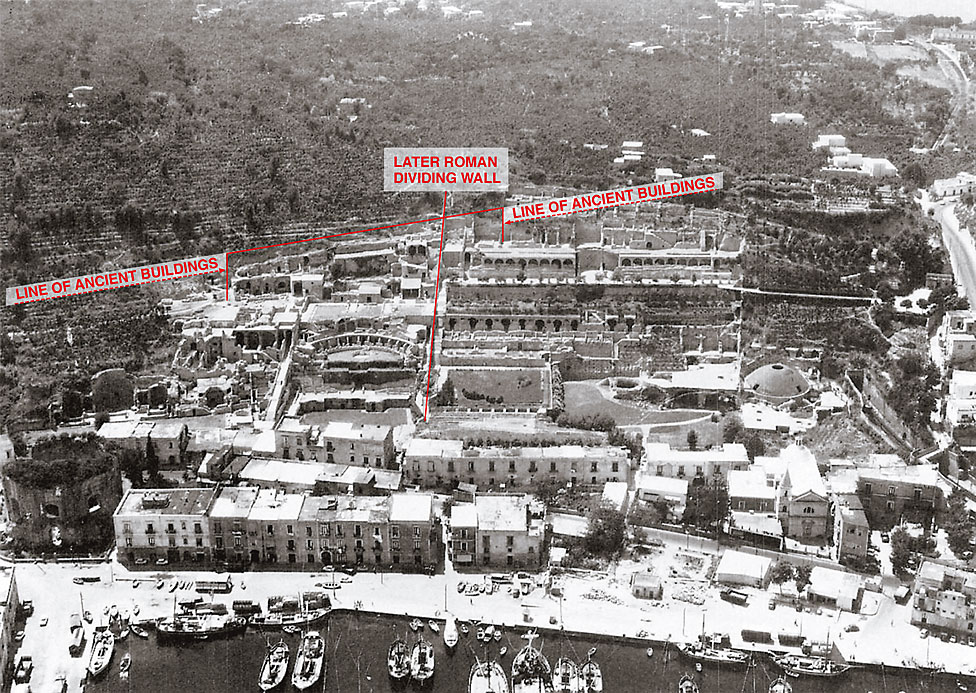 LATER ROMAN
DIVIDING WALL
LINE OF ANCIENT BUILDINGS
LINE OF ANCIENT BUILDINGS